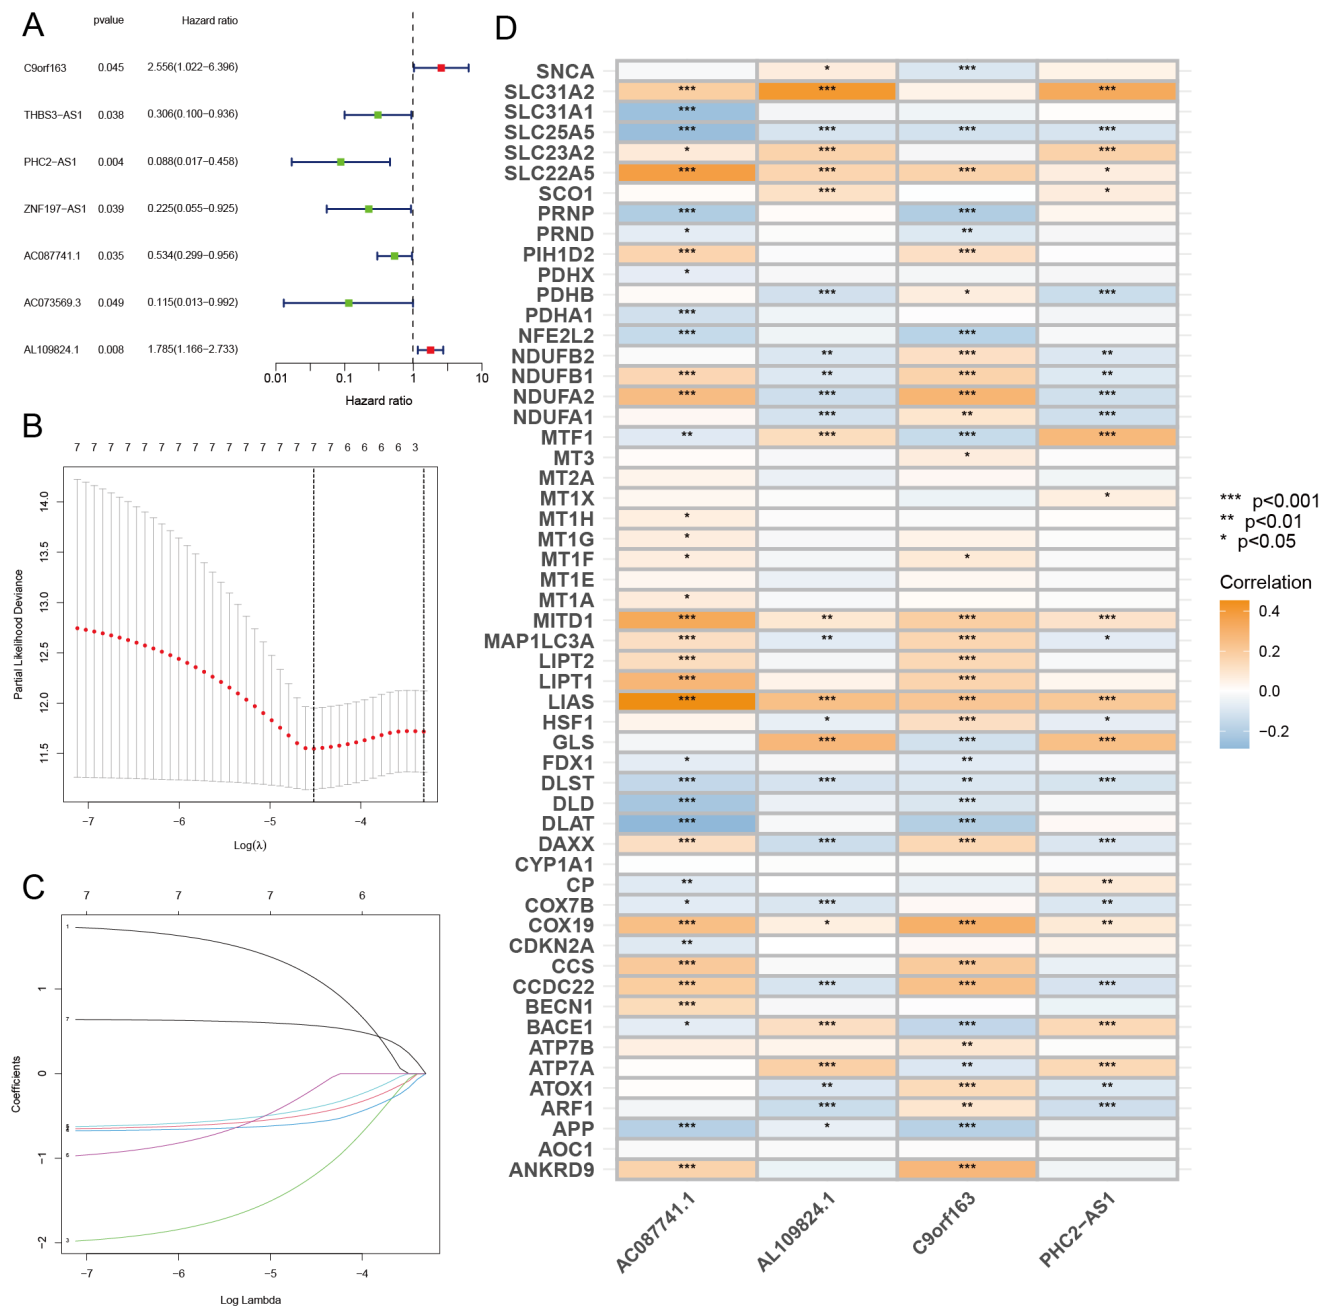 A
pvalue Hazard ratio
C9orf163 0.045 2.556(1.022−6.396)
THBS3−AS1 0.038 0.306(0.100−0.936)
PHC2−AS1 0.004 0.088(0.017−0.458)
ZNF197−AS1 0.039 0.225(0.055−0.925)
AC087741.1 0.035 0.534(0.299−0.956)
AC073569.3 0.049 0.115(0.013−0.992)
AL109824.1 0.008 1.785(1.166−2.733)
0.01 0.1 1 10
Hazard ratio
B
7 7 7 7 7 7 7 7 7 7 7 7 7 7 7 6 6 6 6 3
14.0
13.5
13.0
12.5
12.0
11.5
Partial Likelihood Deviance
−7 −6 −5 −4
Log(λ)
C
7 7 7 6
1
0
−1
−2
Coefficients
1
7
6
3
−7 −6 −5 −4
Log Lambda
D
SNCA * ***
SLC31A2 *** *** ***
SLC31A1 ***
SLC25A5 *** *** *** ***
SLC23A2 * *** ***
SLC22A5 *** *** *** *
SCO1 *** *
PRNP *** ***
PRND * **
PIH1D2 *** ***
PDHX *
PDHB *** * ***
PDHA1 ***
NFE2L2 *** ***
NDUFB2 ** *** **
NDUFB1 *** ** *** **
NDUFA2 *** *** *** ***
NDUFA1 *** ** ***
MTF1 ** *** *** ***
MT3 *
MT2A
MT1X *
MT1H *
MT1G *
MT1F * *
MT1E
MT1A *
MITD1 *** ** *** ***
MAP1LC3A *** ** *** *
LIPT2 *** ***
LIPT1 *** ***
LIAS *** *** *** ***
HSF1 * *** *
GLS *** *** ***
FDX1 * **
DLST *** *** ** ***
DLD *** ***
DLAT *** ***
DAXX *** *** *** ***
CYP1A1
CP ** **
COX7B * *** **
COX19 *** * *** **
CDKN2A **
CCS *** ***
CCDC22 *** *** *** ***
BECN1 ***
BACE1 * *** *** ***
ATP7B **
ATP7A *** ** ***
ATOX1 ** *** **
ARF1 *** ** ***
APP *** * ***
AOC1
ANKRD9 *** ***
AC087741.1 AL109824.1 C9orf163 PHC2−AS1
*** p<0.001
** p<0.01
* p<0.05
Correlation
0.4
0.2
0.0
−0.2